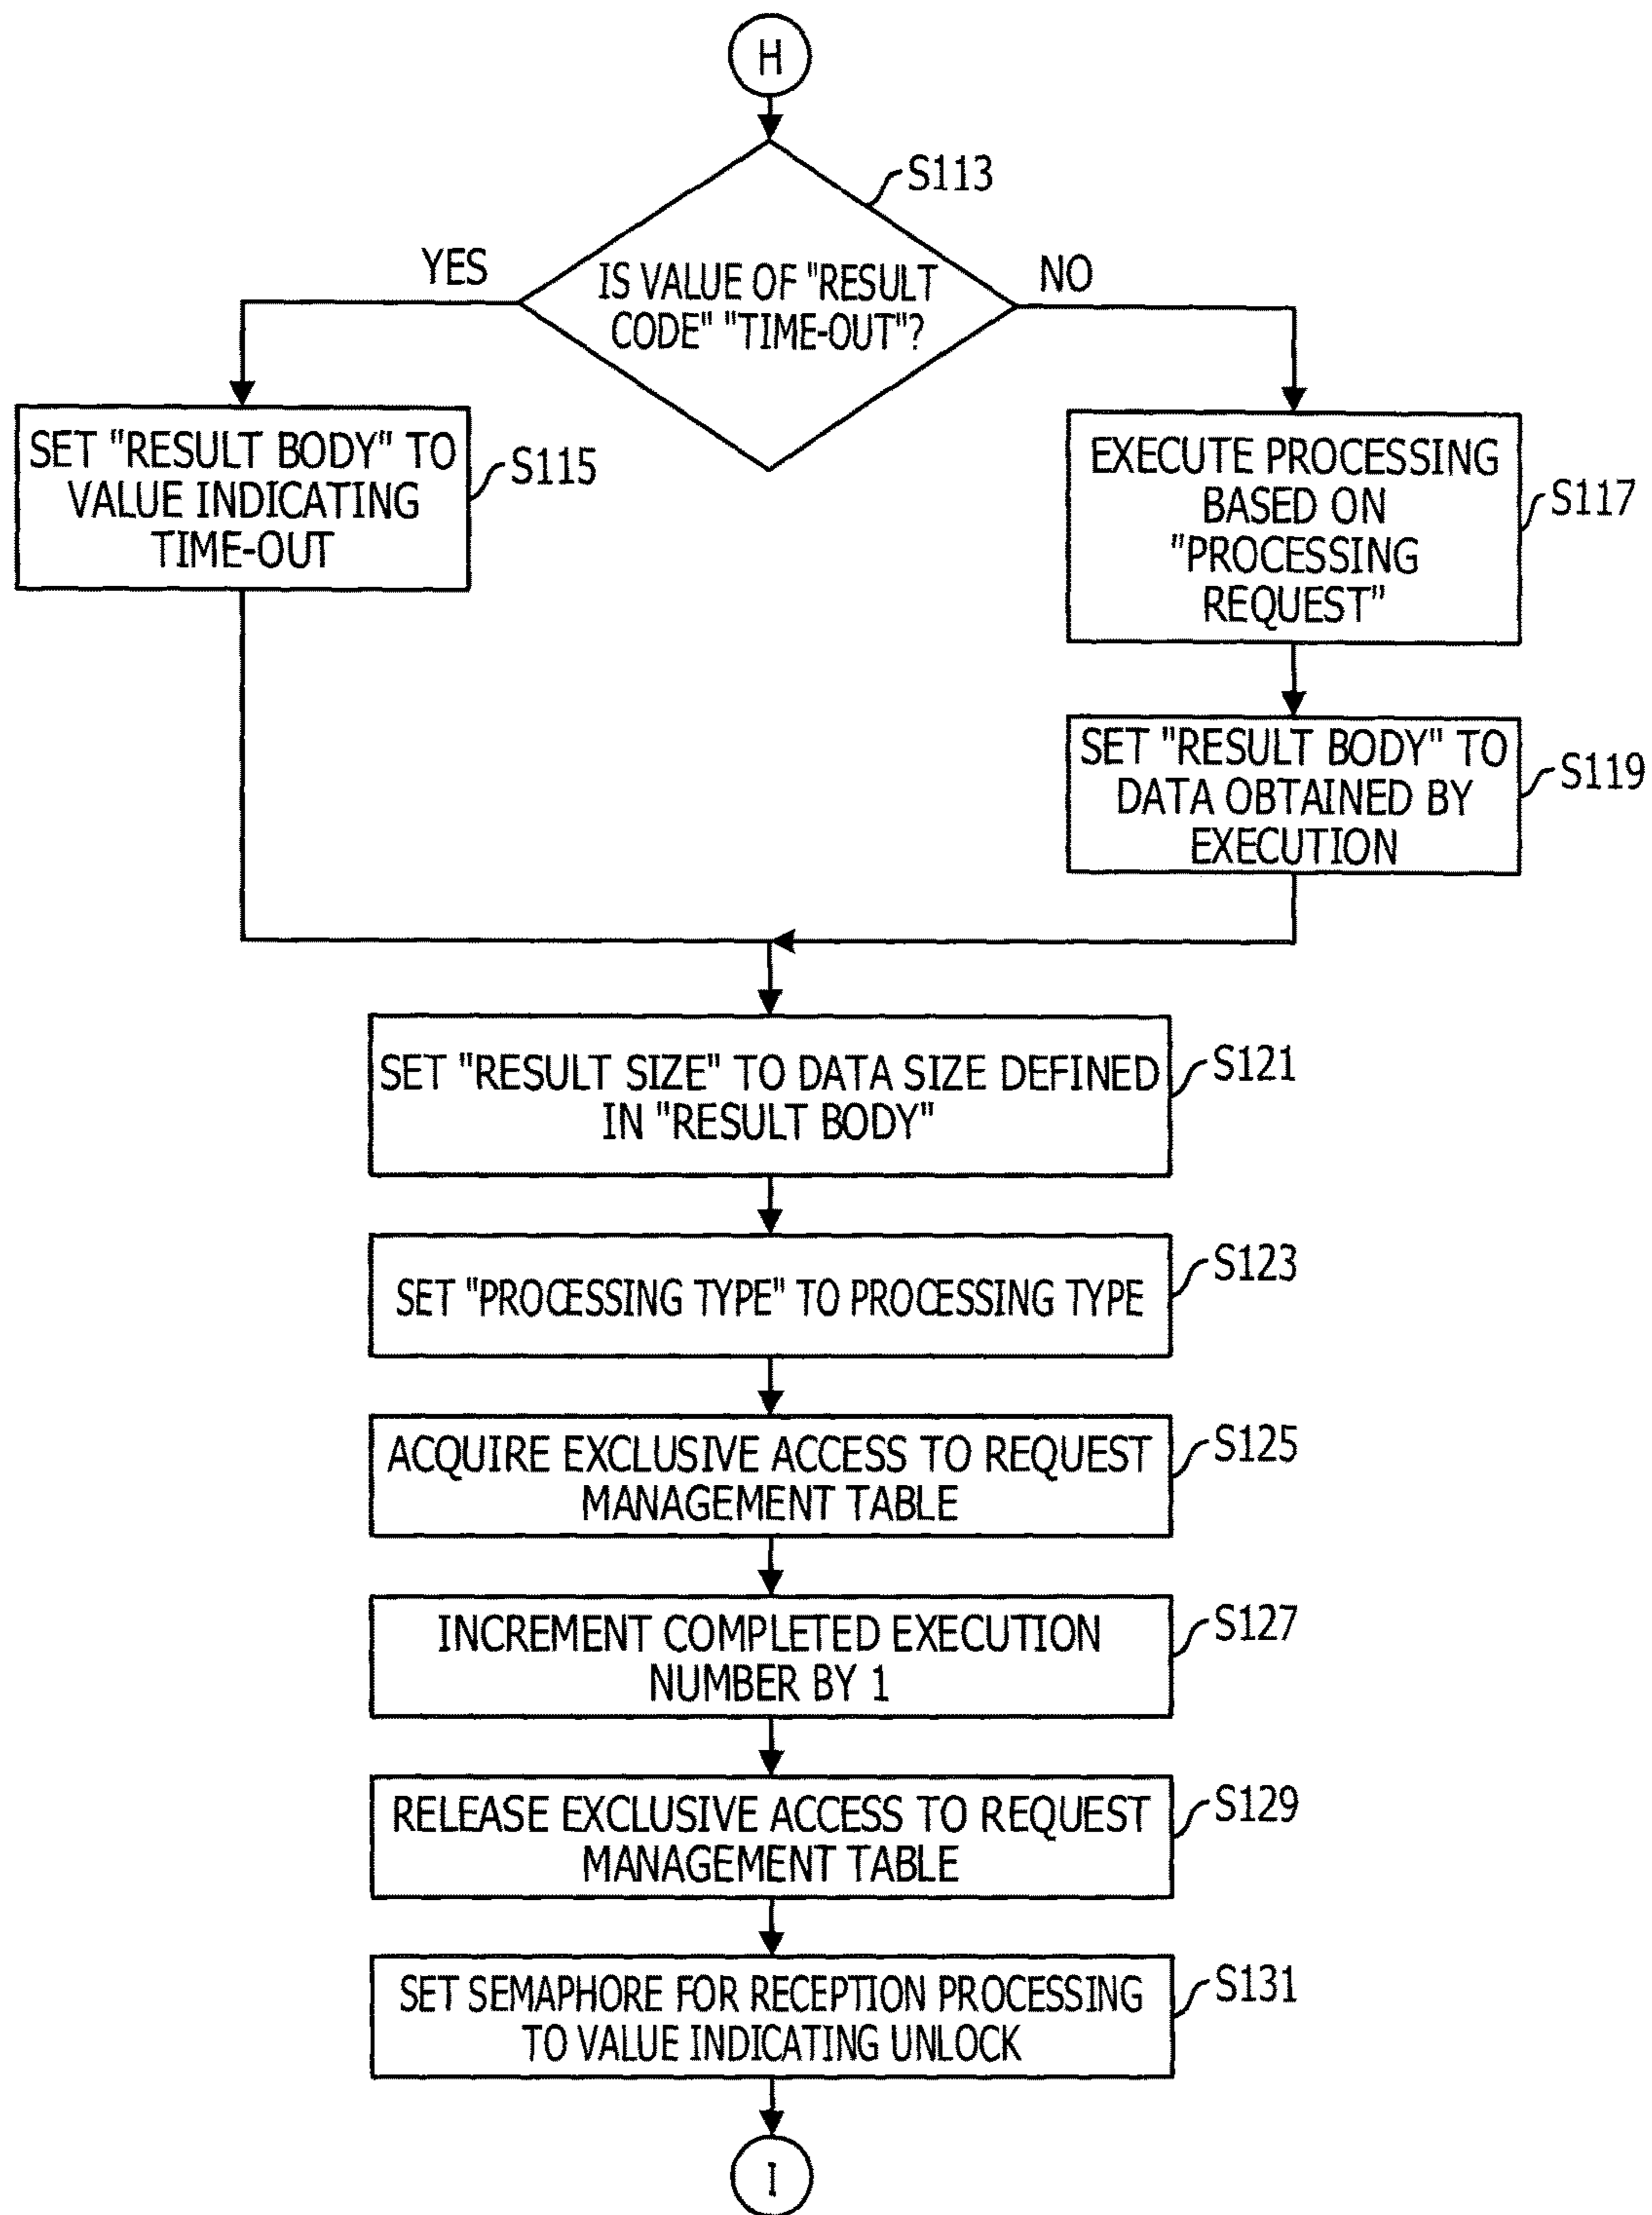 H
S113
YES
NO
IS VALUE OF "RESULT
CODE" "TIME-OUT"?
SET "RESULT BODY" TO
VALUE INDICATING
TIME-OUT
S115
EXECUTE PROCESSING
BASED ON
"PROCESSING
REQUEST"
S117
SET "RESULT BODY" TO
DATA OBTAINED BY
EXECUTION
S119
SET "RESULT SIZE" TO DATA SIZE DEFINED
IN "RESULT BODY"
S121
SET "PROCESSING TYPE" TO PROCESSING TYPE
S123
ACQUIRE EXCLUSIVE ACCESS TO REQUEST
MANAGEMENT TABLE
S125
INCREMENT COMPLETED EXECUTION
NUMBER BY 1
S127
RELEASE EXCLUSIVE ACCESS TO REQUEST
MANAGEMENT TABLE
S129
SET SEMAPHORE FOR RECEPTION PROCESSING
TO VALUE INDICATING UNLOCK
S131
I